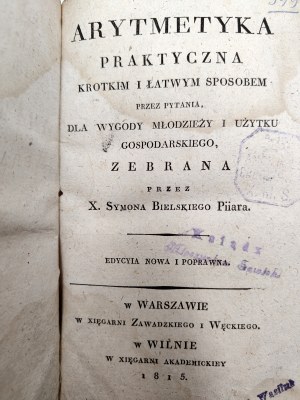 ARYTMETYKA
PRAKTYCZNA
KROTKIM I ŁATWYM SPOSOBEM
PRZEZ PYTANIA,
DLA WYGODY MŁODZIEŻY I UŻYTKU
GOSPODARSKIEGO,
ZEBRANA
PRZEZ
X. SYMONA BIELSKIEGO Piiara.
EDYCYIA NOWA I POPRAWNA.
w WARSZAWIE
W XIĘGARNI ZAWADZKIEGO I WĘCKIEGO.
w WILNIE
W XIĘGARNI AKADEMICKIEY
1815.